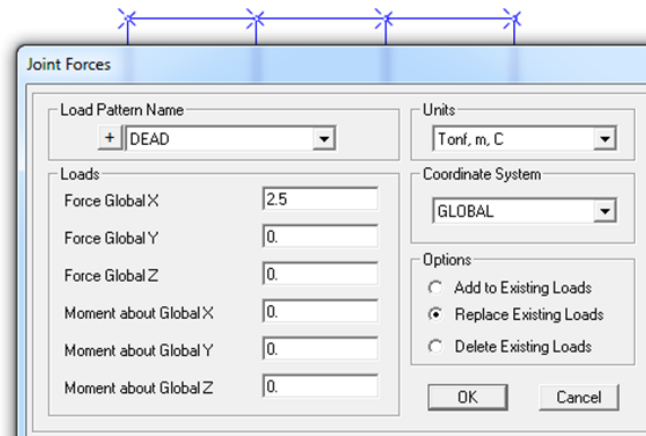 Joint Forces
Load Pattern Name
+ DEAD
Units
Tonf, m, C
Loads
Force Global X 2.5
Force Global Y 0.
Force Global Z 0.
Moment about Global X 0.
Moment about Global Y 0.
Moment about Global Z 0.
Coordinate System
GLOBAL
Options
Add to Existing Loads
Replace Existing Loads
Delete Existing Loads
OK Cancel